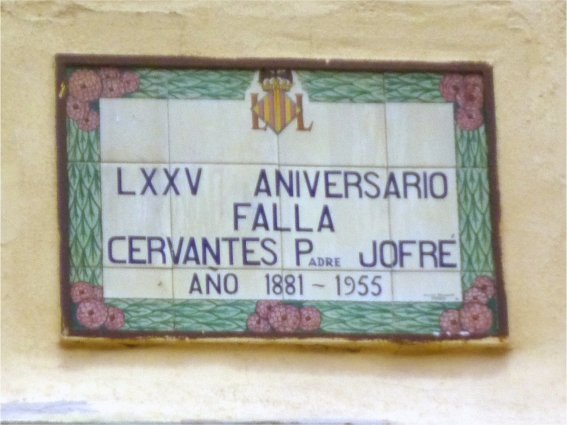 L L
LXXV ANIVERSARIO
FALLA
CERVANTES PADRE JOFRÉ
AÑO 1881 ~ 1955